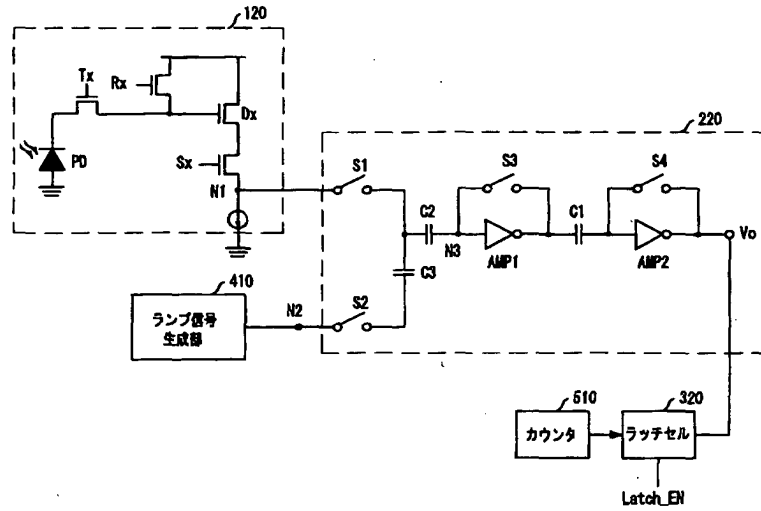 120
Tx
Rx
Dx
PD
Sx
N1
220
S1
S3
S4
C2
C1
N3
AMP1
AMP2
Vo
C3
410
ランプ信号
生成部
N2
S2
510
320
カウンタ
ラッチセル
Latch_EN